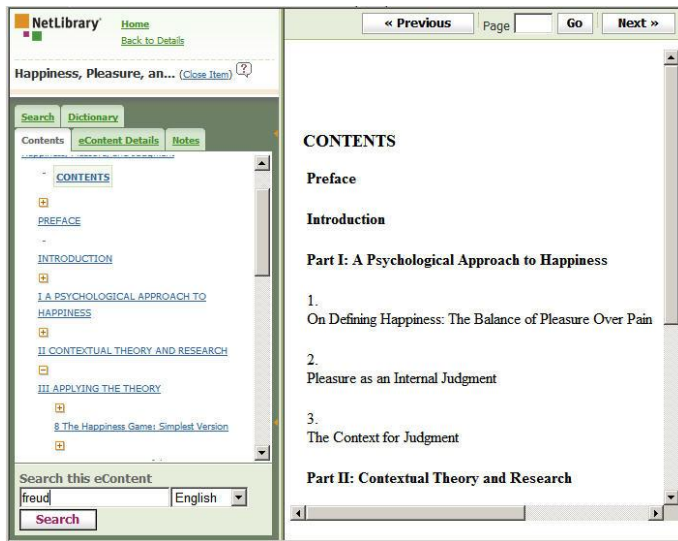 NetLibrary
Home
Back to Details
Happiness, Pleasure, an... (Close Item) ?
Search Dictionary
Contents eContent Details Notes
- CONTENTS
PREFACE
-
INTRODUCTION
I A PSYCHOLOGICAL APPROACH TO
HAPPINESS
II CONTEXTUAL THEORY AND RESEARCH
III APPLYING THE THEORY
8 The Happiness Game: Simplest Version
Search this eContent
freud English
Search
« Previous Page Go Next »
CONTENTS
Preface
Introduction
Part I: A Psychological Approach to Happiness
1.
On Defining Happiness: The Balance of Pleasure Over Pain
2.
Pleasure as an Internal Judgment
3.
The Context for Judgment
Part II: Contextual Theory and Research